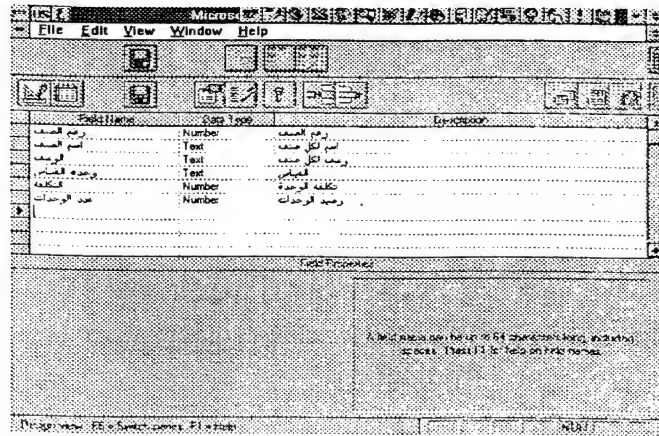 Microso
File Edit View Window Help
Field Name Data Type Description
رقم الصنف Number رقم الصنف
اسم الصنف Text اسم لكل صنف
الوصف Text وصف لكل صنف
وحدة القياس Text القياس
التكلفة Number تكلفة الوحدة
عدد الوحدات Number رصيد الوحدات
Field Properties
A field name can be up to 64 characters long, including
spaces. Press F1 for help on field names.
Design view. F6 = Switch panes. F1 = Help. NUM